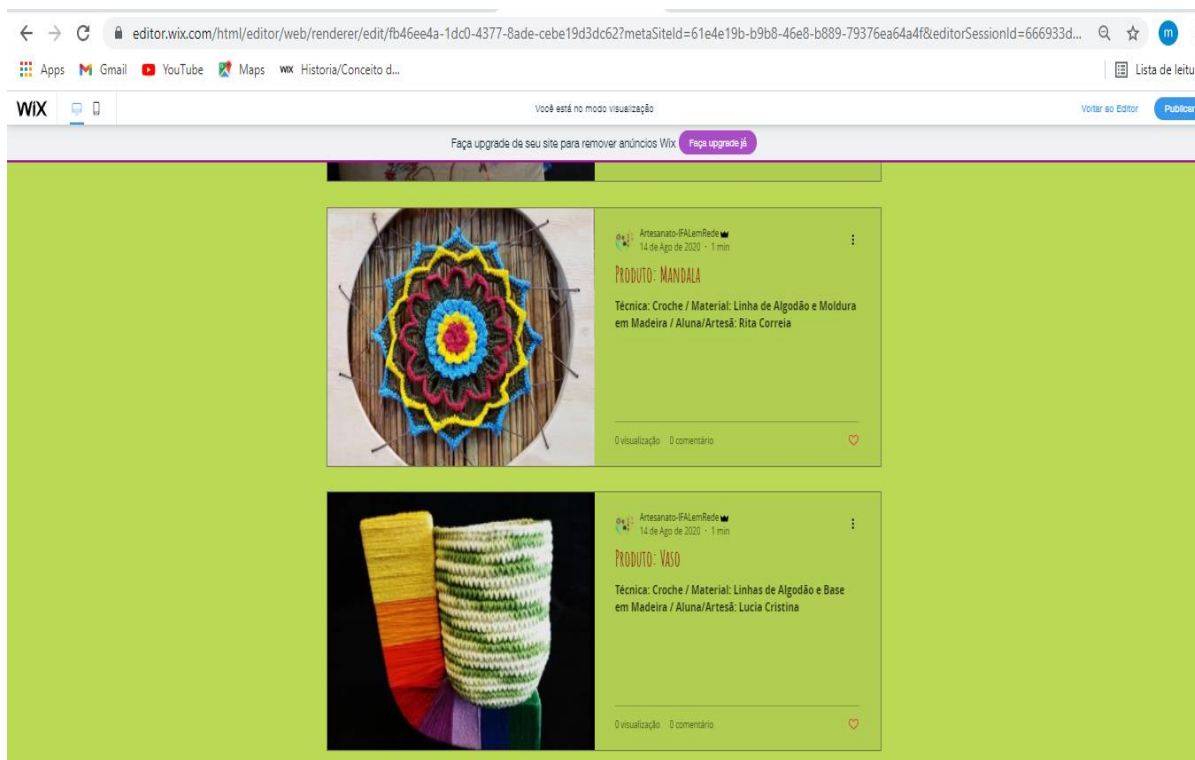 editor.wix.com/html/editor/web/renderer/edit/fb46ee4a-1dc0-4377-8ade-cebe19d3dc62?metaSiteId=61e4e19b-b9b8-46e8-b889-79376ea64a4f&editorSessionId=666933d...
m
Apps Gmail YouTube Maps WIX Historia/Conceito d... Lista de leitu
WiX Você está no modo visualização Voltar ao Editor Publicar
Faça upgrade de seu site para remover anúncios Wix Faça upgrade já
Artesanato-IFALemRede
14 de Ago de 2020 · 1 min
Produto: Mandala
Técnica: Croche / Material: Linha de Algodão e Moldura
em Madeira / Aluna/Artesã: Rita Correia
0 visualização 0 comentário
Artesanato-IFALemRede
14 de Ago de 2020 · 1 min
Produto: Vaso
Técnica: Croche / Material: Linhas de Algodão e Base
em Madeira / Aluna/Artesã: Lucia Cristina
0 visualização 0 comentário